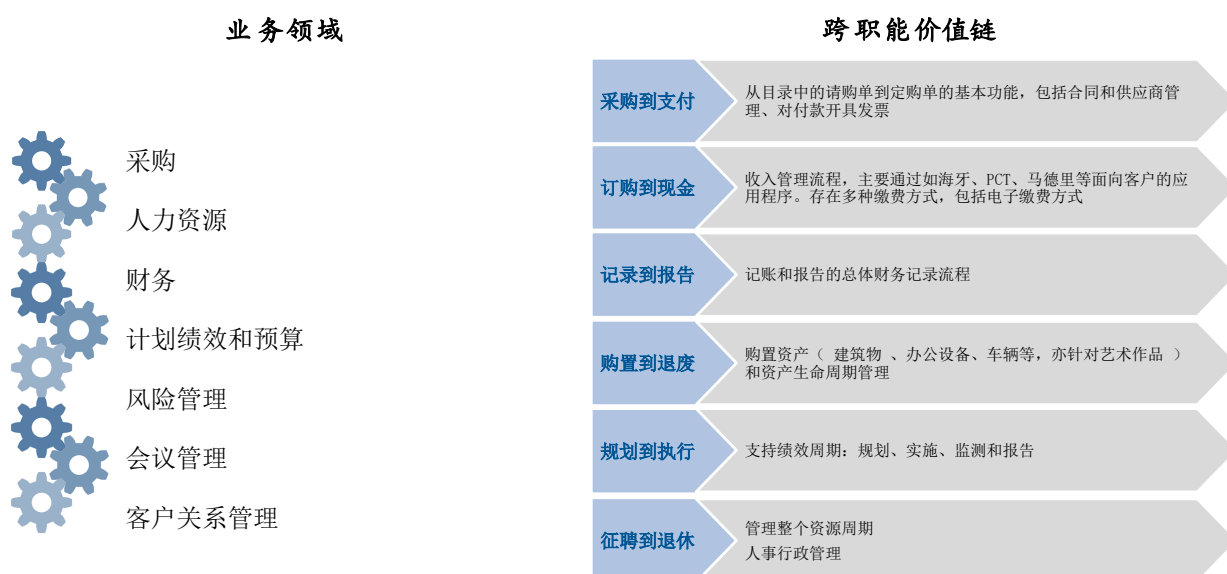 业务领域
采购
人力资源
财务
计划绩效和预算
风险管理
会议管理
客户关系管理
跨职能价值链
采购到支付
从目录中的请购单到定购单的基本功能，包括合同和供应商管
理、对付款开具发票
订购到现金
收入管理流程，主要通过如海牙、PCT、马德里等面向客户的应
用程序。存在多种缴费方式，包括电子缴费方式
记录到报告
记账和报告的总体财务记录流程
购置到退废
购置资产（ 建筑物 、办公设备、车辆等，亦针对艺术作品 ）
和资产生命周期管理
规划到执行
支持绩效周期：规划、实施、监测和报告
征聘到退休
管理整个资源周期
人事行政管理